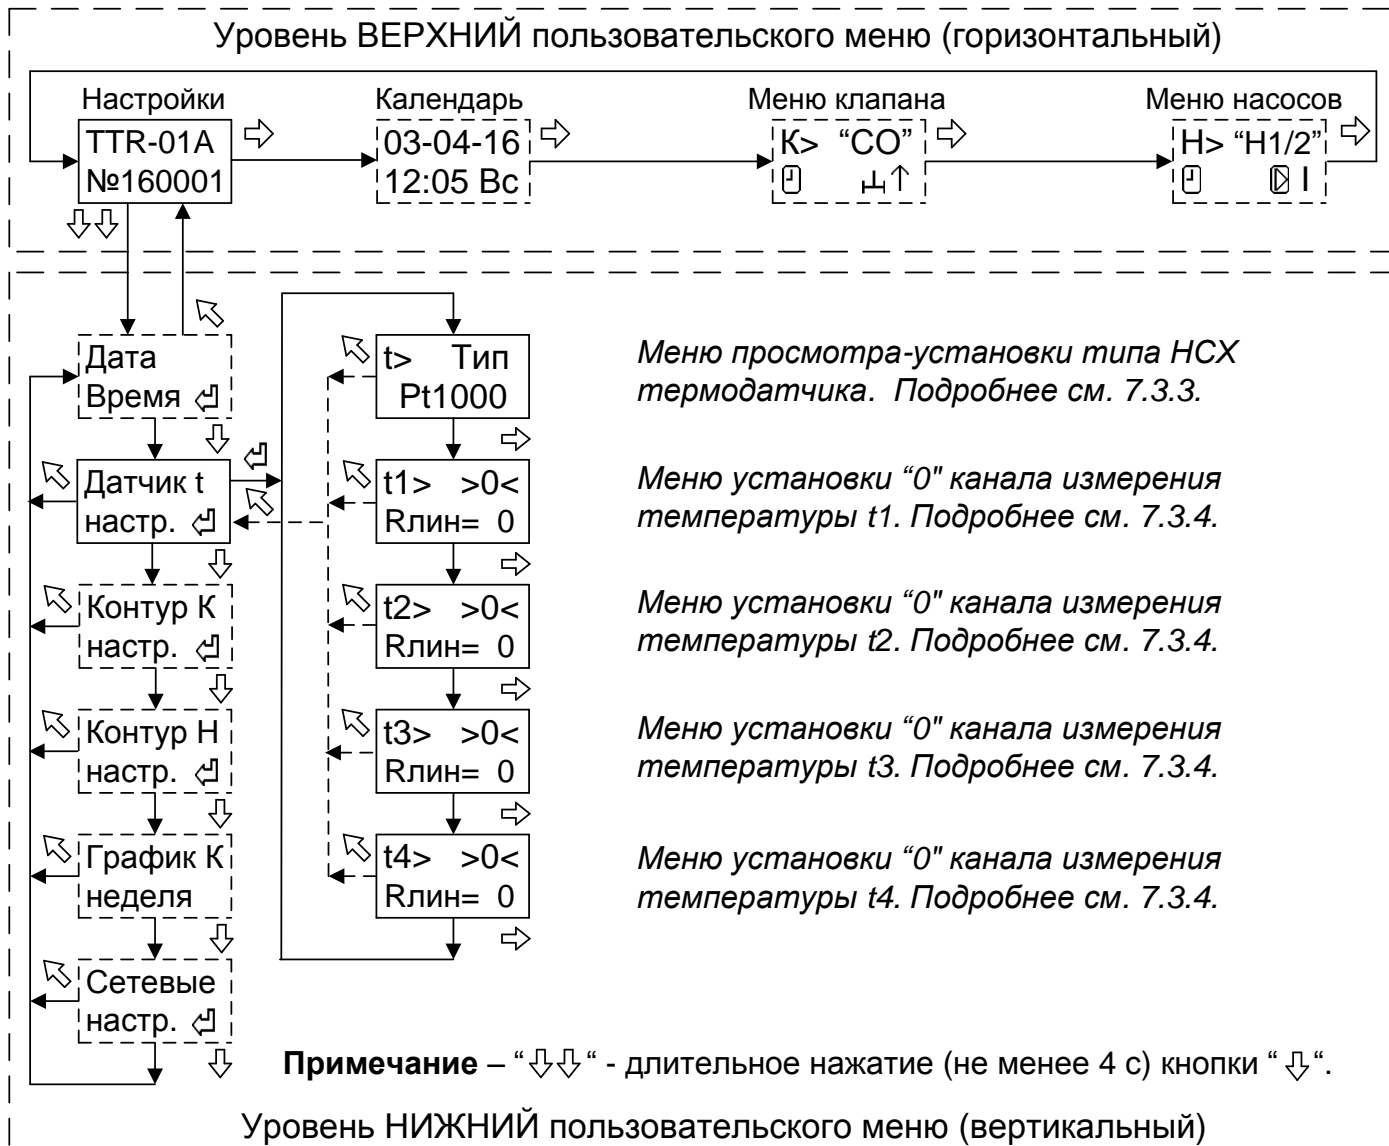 Уровень ВЕРХНИЙ пользовательского меню (горизонтальный)
Настройки
TTR-01A
№160001
Календарь
03-04-16
12:05 Вс
Меню клапана
К> “СО”
Меню насосов
Н> “Н1/2”
I
Дата
Время
Датчик t
настр.
Контур К
настр.
Контур Н
настр.
График К
неделя
Сетевые
настр.
t> Тип
Pt1000
Меню просмотра-установки типа НСХ
термодатчика. Подробнее см. 7.3.3.
t1> >0<
Rлин= 0
Меню установки “0" канала измерения
температуры t1. Подробнее см. 7.3.4.
t2> >0<
Rлин= 0
Меню установки “0" канала измерения
температуры t2. Подробнее см. 7.3.4.
t3> >0<
Rлин= 0
Меню установки “0" канала измерения
температуры t3. Подробнее см. 7.3.4.
t4> >0<
Rлин= 0
Меню установки “0" канала измерения
температуры t4. Подробнее см. 7.3.4.
Примечание – “⇩⇩“ - длительное нажатие (не менее 4 с) кнопки “⇩“.
Уровень НИЖНИЙ пользовательского меню (вертикальный)